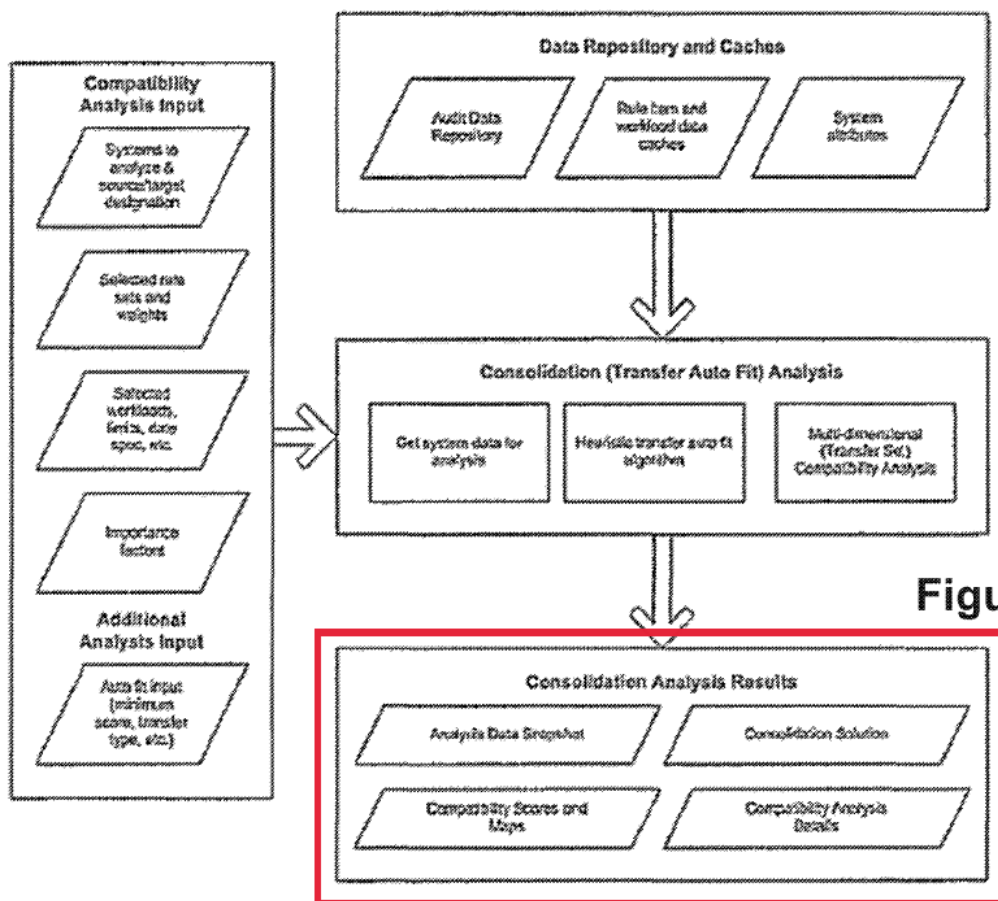 Compatibility
Analysis Input
Systems to
analyze &
source/target
designation
Selected rule
sets and
weights
Selected
workloads,
limits, date
spec, etc.
Importance
factors
Additional
Analysis Input
Auto fit input
(minimum
score, transfer
type, etc.)
Data Repository and Caches
Audit Data
Repository
Rule item and
workload data
caches
System
attributes
Consolidation (Transfer Auto Fit) Analysis
Get system data for
analysis
Heuristic transfer auto fit
algorithm
Multi-dimensional
(Transfer Set)
Compatibility Analysis
Figu
Consolidation Analysis Results
Analysis Data Snapshot
Consolidation Solution
Compatibility Scores and
Maps
Compatibility Analysis
Details